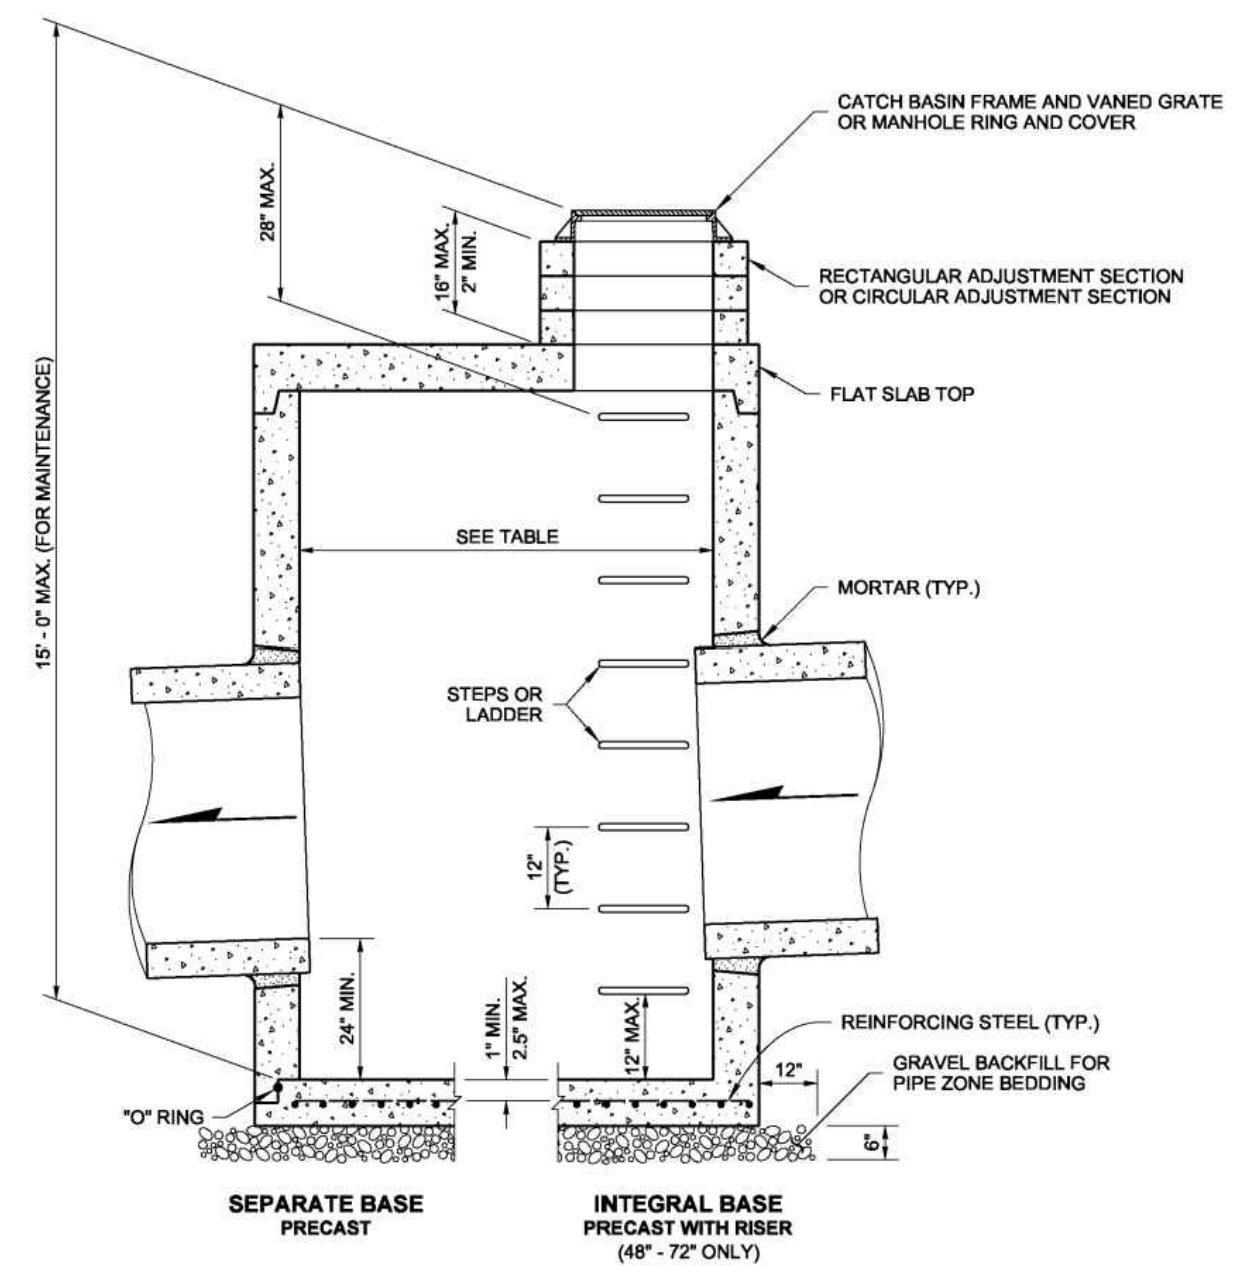 CATCH BASIN FRAME AND VANED GRATE
OR MANHOLE RING AND COVER
28" MAX.
16" MAX.
2" MIN.
RECTANGULAR ADJUSTMENT SECTION
OR CIRCULAR ADJUSTMENT SECTION
FLAT SLAB TOP
15' - 0" MAX. (FOR MAINTENANCE)
SEE TABLE
MORTAR (TYP.)
STEPS OR
LADDER
12"
(TYP.)
24" MIN.
1" MIN.
2.5" MAX.
12" MAX.
REINFORCING STEEL (TYP.)
12"
GRAVEL BACKFILL FOR
PIPE ZONE BEDDING
"O" RING
6"
SEPARATE BASE
PRECAST
INTEGRAL BASE
PRECAST WITH RISER
(48" - 72" ONLY)